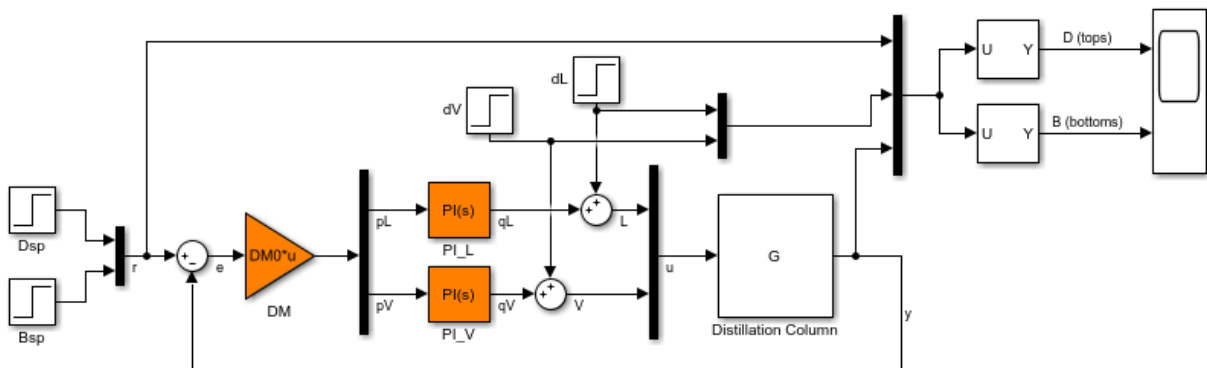 dL
dV
U
Y
D (tops)
U
Y
B (bottoms)
Dsp
Bsp
r
+
−
e
DM0*u
DM
pL
pV
PI(s)
PI_L
qL
PI(s)
PI_V
qV
+
+
L
+
+
V
u
G
Distillation Column
y